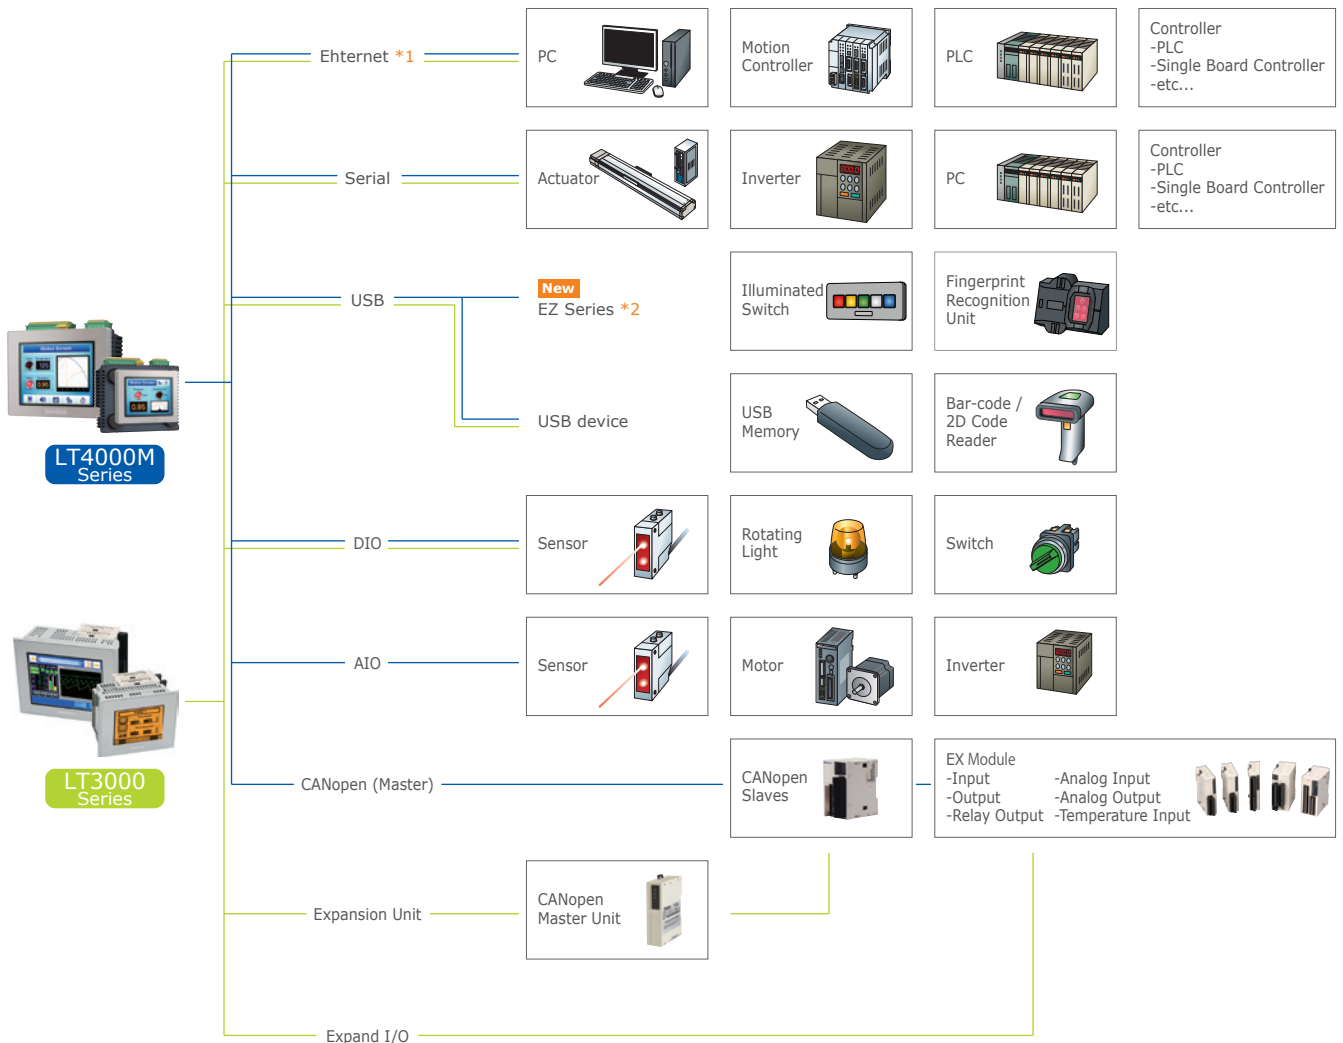 Ehternet *1
PC
Motion
Controller
PLC
Controller
-PLC
-Single Board Controller
-etc...
Serial
Actuator
Inverter
PC
Controller
-PLC
-Single Board Controller
-etc...
USB
New
EZ Series *2
Illuminated
Switch
Fingerprint
Recognition
Unit
USB device
USB
Memory
Bar-code /
2D Code
Reader
LT4000M
Series
DIO
Sensor
Rotating
Light
Switch
AIO
Sensor
Motor
Inverter
LT3000
Series
CANopen (Master)
CANopen
Slaves
EX Module
-Input -Analog Input
-Output -Analog Output
-Relay Output -Temperature Input
Expansion Unit
CANopen
Master Unit
Expand I/O